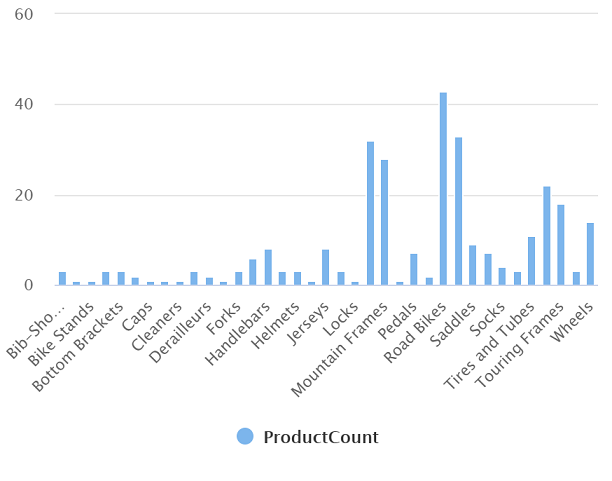 60
40
20
0
Bib-Sho...
Bike Stands
Bottom Brackets
Caps
Cleaners
Derailleurs
Forks
Handlebars
Helmets
Jerseys
Locks
Mountain Frames
Pedals
Road Bikes
Saddles
Socks
Tires and Tubes
Touring Frames
Wheels
ProductCount